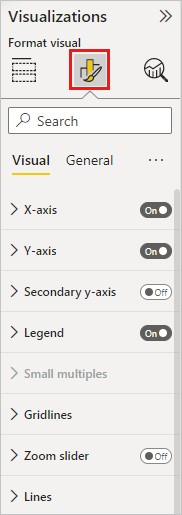 Visualizations
Format visual
Search
Visual General ...
X-axis On
Y-axis On
Secondary y-axis Off
Legend On
Small multiples
Gridlines
Zoom slider Off
Lines